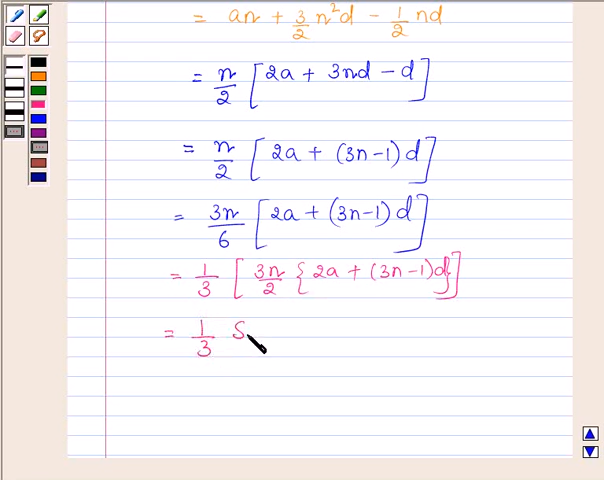 = an + 3/2 n²d - 1/2 nd
= n/2 [2a + 3nd - d]
= n/2 [2a + (3n-1)d]
= 3n/6 [2a + (3n-1)d]
= 1/3 [3n/2 {2a + (3n-1)d}]
= 1/3 S